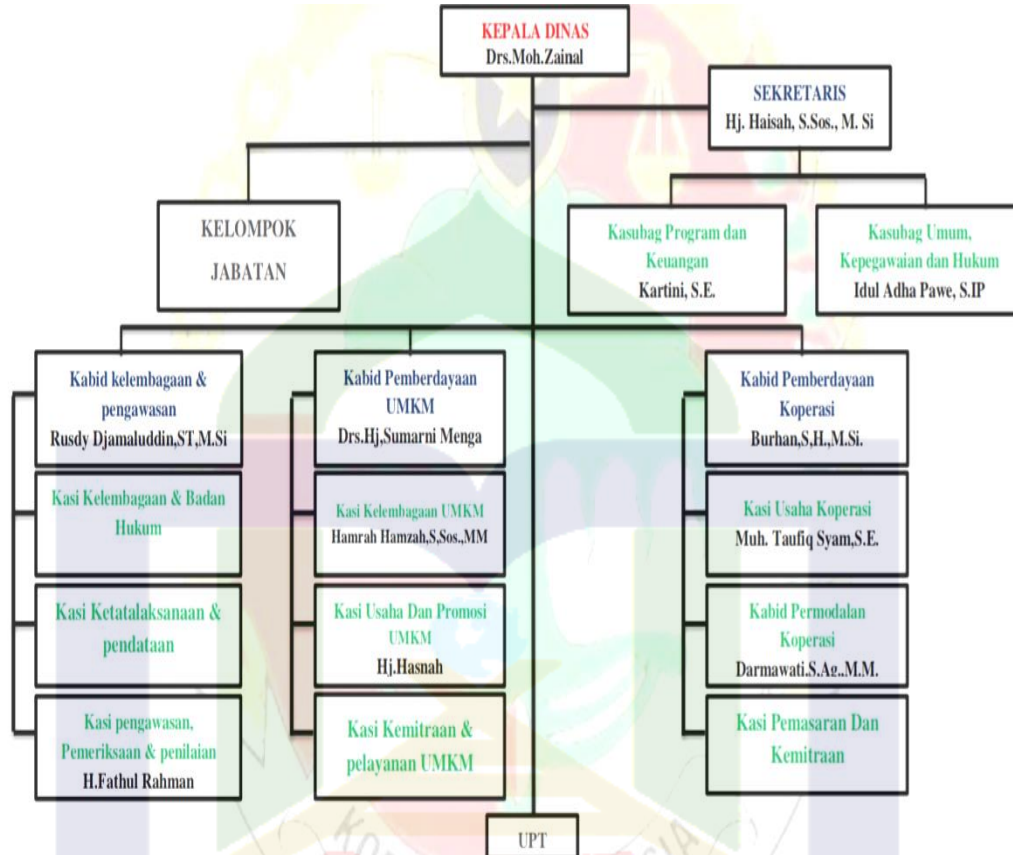 KEPALA DINAS
Drs.Moh.Zainal
SEKRETARIS
Hj. Haisah, S.Sos., M. Si
KELOMPOK
JABATAN
Kasubag Program dan
Keuangan
Kartini, S.E.
Kasubag Umum,
Kepegawaian dan Hukum
Idul Adha Pawe, S.IP
Kabid kelembagaan &
pengawasan
Rusdy Djamaluddin,ST,M.Si
Kasi Kelembagaan & Badan
Hukum
Kasi Ketatalaksanaan &
pendataan
Kasi pengawasan,
Pemeriksaan & penilaian
H.Fathul Rahman
Kabid Pemberdayaan
UMKM
Drs.Hj,Sumarni Menga
Kasi Kelembagaan UMKM
Hamrah Hamzah,S,Sos.,MM
Kasi Usaha Dan Promosi
UMKM
Hj.Hasnah
Kasi Kemitraan &
pelayanan UMKM
Kabid Pemberdayaan
Koperasi
Burhan,S,H.,M.Si.
Kasi Usaha Koperasi
Muh. Taufiq Syam,S.E.
Kabid Permodalan
Koperasi
Darmawati.S.Ag..M.M.
Kasi Pemasaran Dan
Kemitraan
UPT